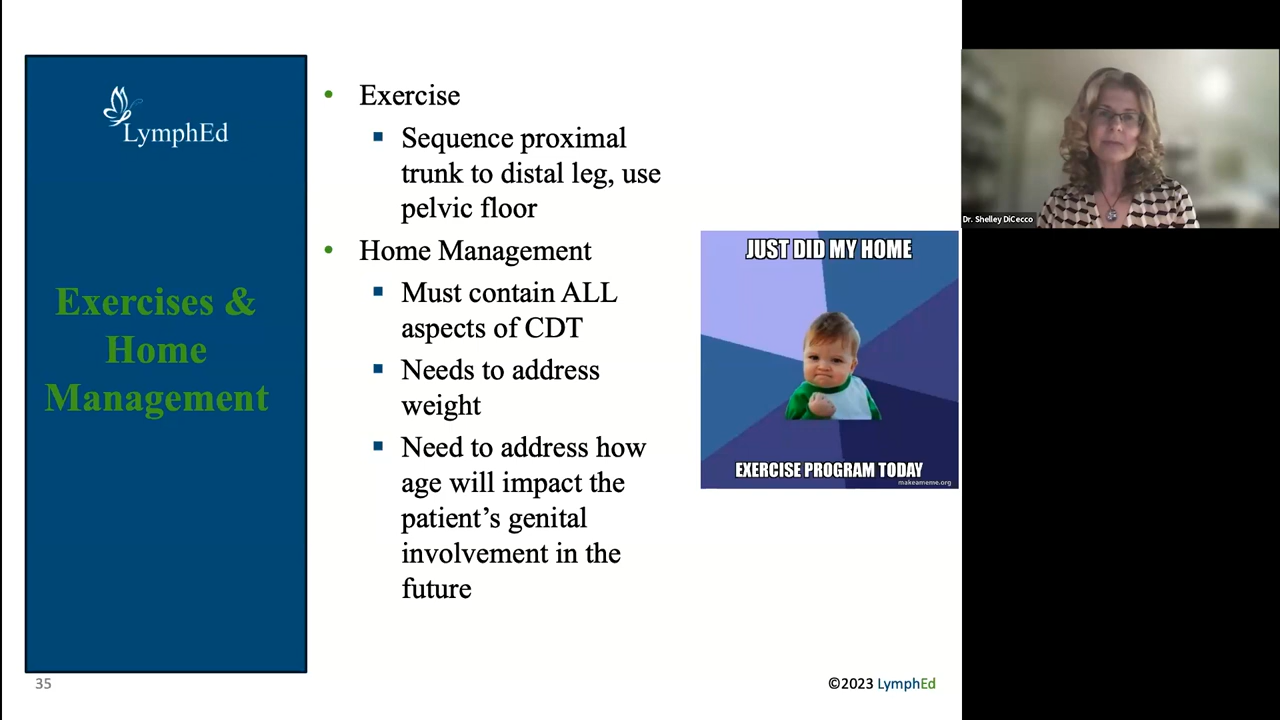 LymphEd
Exercises &
Home
Management
• Exercise
▪ Sequence proximal
trunk to distal leg, use
pelvic floor
• Home Management
▪ Must contain ALL
aspects of CDT
▪ Needs to address
weight
▪ Need to address how
age will impact the
patient's genital
involvement in the
future
JUST DID MY HOME
EXERCISE PROGRAM TODAY
makeameme.org
Dr. Shelley DiCecco
35
©2023 LymphEd